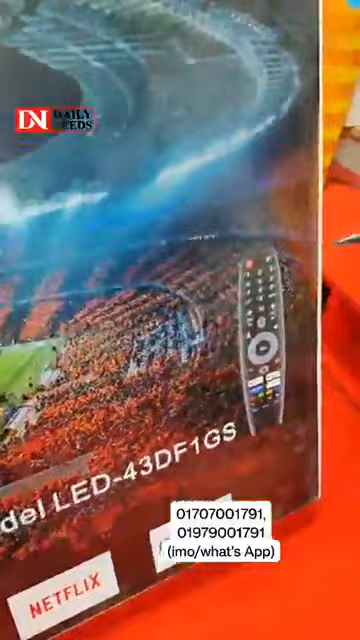 DN DAILY NEEDS
del LED-43DF1GS
NETFLIX
01707001791,
01979001791
(imo/what's App)